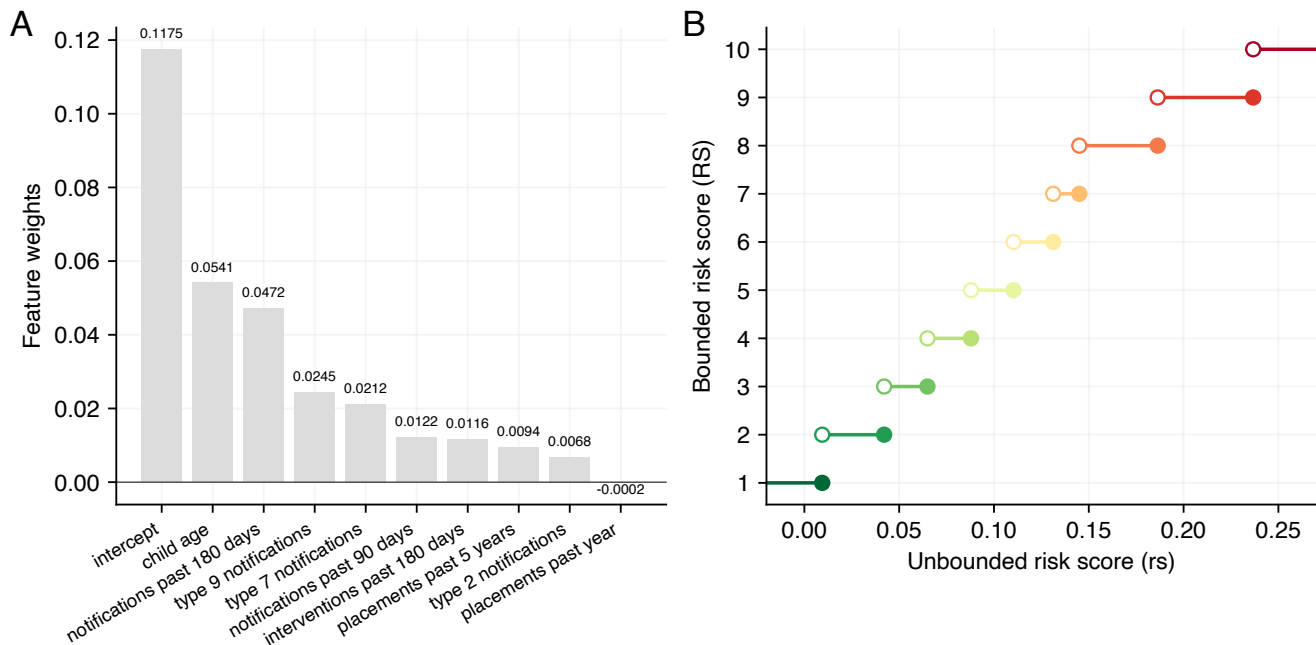 A
Feature weights
0.12
0.10
0.08
0.06
0.04
0.02
0.00
0.1175
0.0541
0.0472
0.0245
0.0212
0.0122
0.0116
0.0094
0.0068
-0.0002
intercept
child age
notifications past 180 days
type 9 notifications
type 7 notifications
notifications past 90 days
interventions past 180 days
placements past 5 years
type 2 notifications
placements past year
B
Bounded risk score (RS)
10
9
8
7
6
5
4
3
2
1
0.00
0.05
0.10
0.15
0.20
0.25
Unbounded risk score (rs)